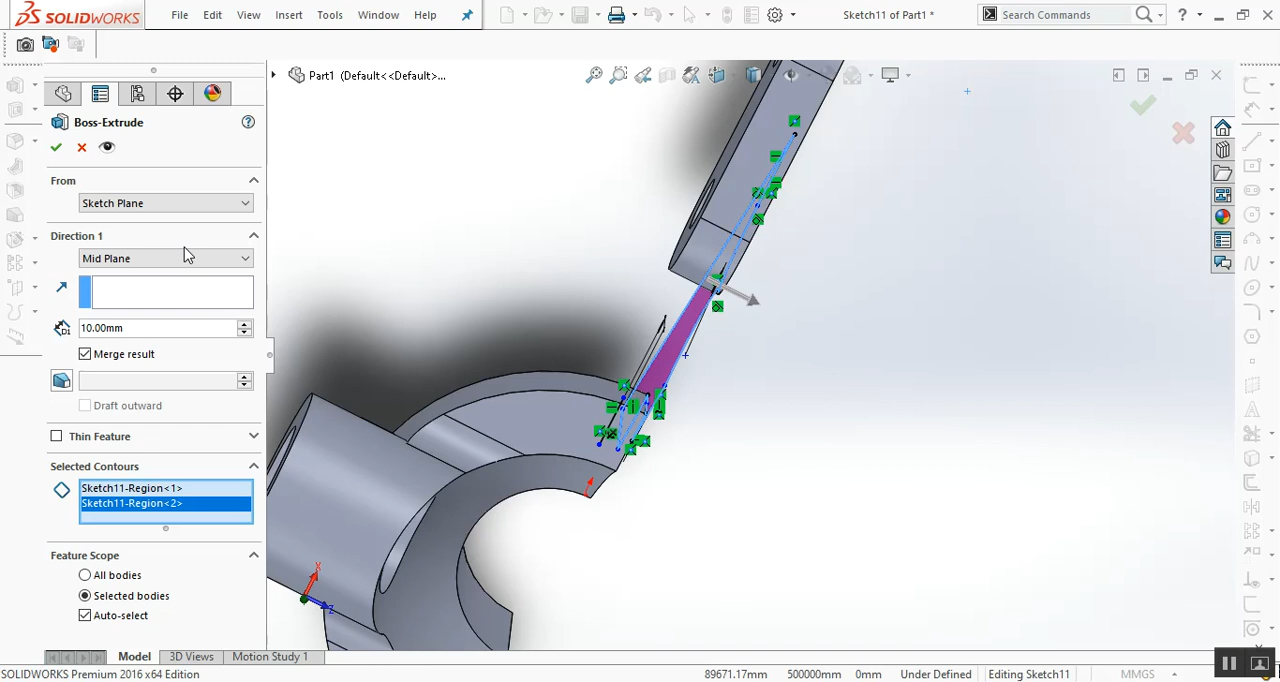 SOLIDWORKS
File Edit View Insert Tools Window Help
Sketch11 of Part1 *
Search Commands
?
Part1 (Default<<Default>...
Boss-Extrude
From
Sketch Plane
Direction 1
Mid Plane
10.00mm
Merge result
Draft outward
Thin Feature
Selected Contours
Sketch11-Region<1>
Sketch11-Region<2>
Feature Scope
All bodies
Selected bodies
Auto-select
X
Z
Model 3D Views Motion Study 1
SOLIDWORKS Premium 2016 x64 Edition
89671.17mm 500000mm 0mm Under Defined Editing Sketch11 MMGS